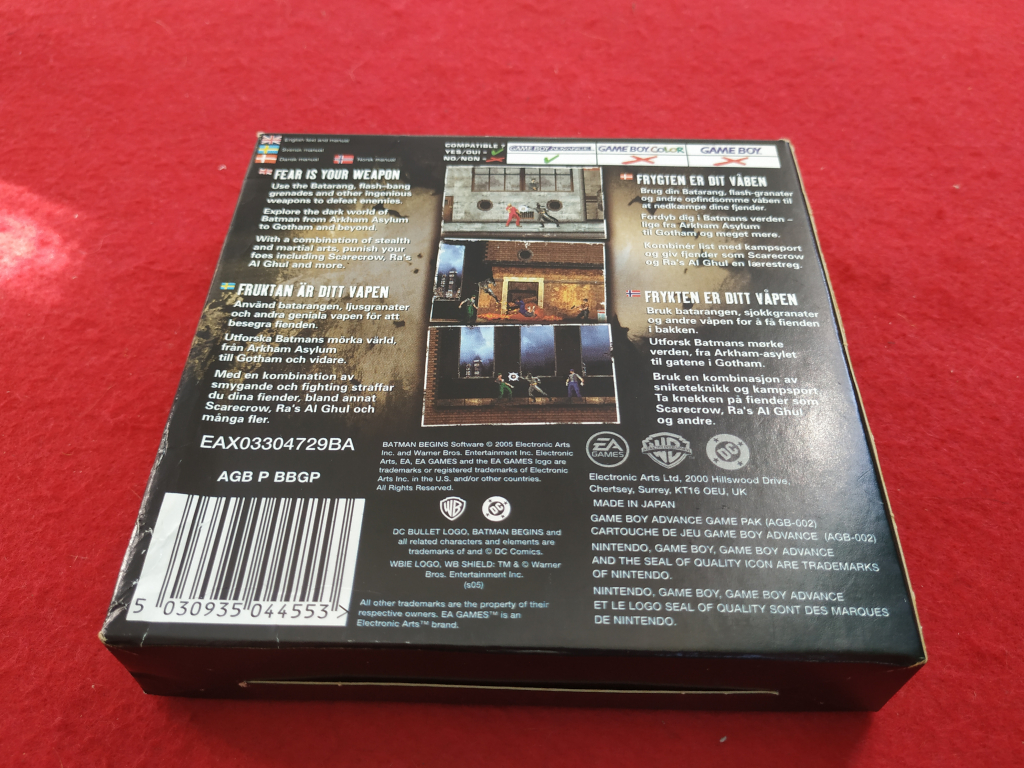 English text and manual
Svensk manual
Dansk manual
Norsk manual
COMPATIBLE
YES/OUI =
NO/NON =
GAME BOY ADVANCE
GAME BOY COLOR
GAME BOY
FEAR IS YOUR WEAPON
Use the Batarang, flash-bang
grenades and other ingenious
weapons to defeat enemies.
Explore the dark world of
Batman from Arkham Asylum
to Gotham and beyond.
With a combination of stealth
and martial arts, punish your
foes including Scarecrow, Ra's
Al Ghul and more.
FRUKTAN ÄR DITT VAPEN
Använd batarangen, ljusgranater
och andra geniala vapen för att
besegra fienden.
Utforska Batmans mörka värld,
från Arkham Asylum
till Gotham och vidare.
Med en kombination av
smygande och fighting straffar
du dina fiender, bland annat
Scarecrow, Ra's Al Ghul och
många fler.
FRYGTEN ER DIT VÅBEN
Brug din Batarang, flash-granater
og andre opfindsomme våben til
at nedkæmpe dine fjender.
Fordyb dig i Batmans verden –
lige fra Arkham Asylum
til Gotham og meget mere.
Kombiner list med kampsport
og giv fjender som Scarecrow
og Ra's Al Ghul en lærestreg.
FRYKTEN ER DITT VÅPEN
Bruk batarangen, sjokkgranater
og andre våpen for å få fienden
i bakken.
Utforsk Batmans mørke
verden, fra Arkham-asylet
til gatene i Gotham.
Bruk en kombinasjon av
sniketeknikk og kampsport.
Ta knekken på fiender som
Scarecrow, Ra's Al Ghul
og andre.
EAX03304729BA
AGB P BBGP
5 030935 044553 >
BATMAN BEGINS Software © 2005 Electronic Arts
Inc. and Warner Bros. Entertainment Inc. Electronic
Arts, EA, EA GAMES and the EA GAMES logo are
trademarks or registered trademarks of Electronic
Arts Inc. in the U.S. and/or other countries.
All Rights Reserved.
WB
DC
DC BULLET LOGO, BATMAN BEGINS and
all related characters and elements are
trademarks of and © DC Comics.
WBIE LOGO, WB SHIELD: TM & © Warner
Bros. Entertainment Inc.
(s05)
All other trademarks are the property of their
respective owners. EA GAMES™ is an
Electronic Arts™ brand.
EA
GAMES
DC
Electronic Arts Ltd, 2000 Hillswood Drive,
Chertsey, Surrey, KT16 OEU, UK
MADE IN JAPAN
GAME BOY ADVANCE GAME PAK (AGB-002)
CARTOUCHE DE JEU GAME BOY ADVANCE (AGB-002)
NINTENDO, GAME BOY, GAME BOY ADVANCE
AND THE SEAL OF QUALITY ICON ARE TRADEMARKS
OF NINTENDO.
NINTENDO, GAME BOY, GAME BOY ADVANCE
ET LE LOGO SEAL OF QUALITY SONT DES MARQUES
DE NINTENDO.